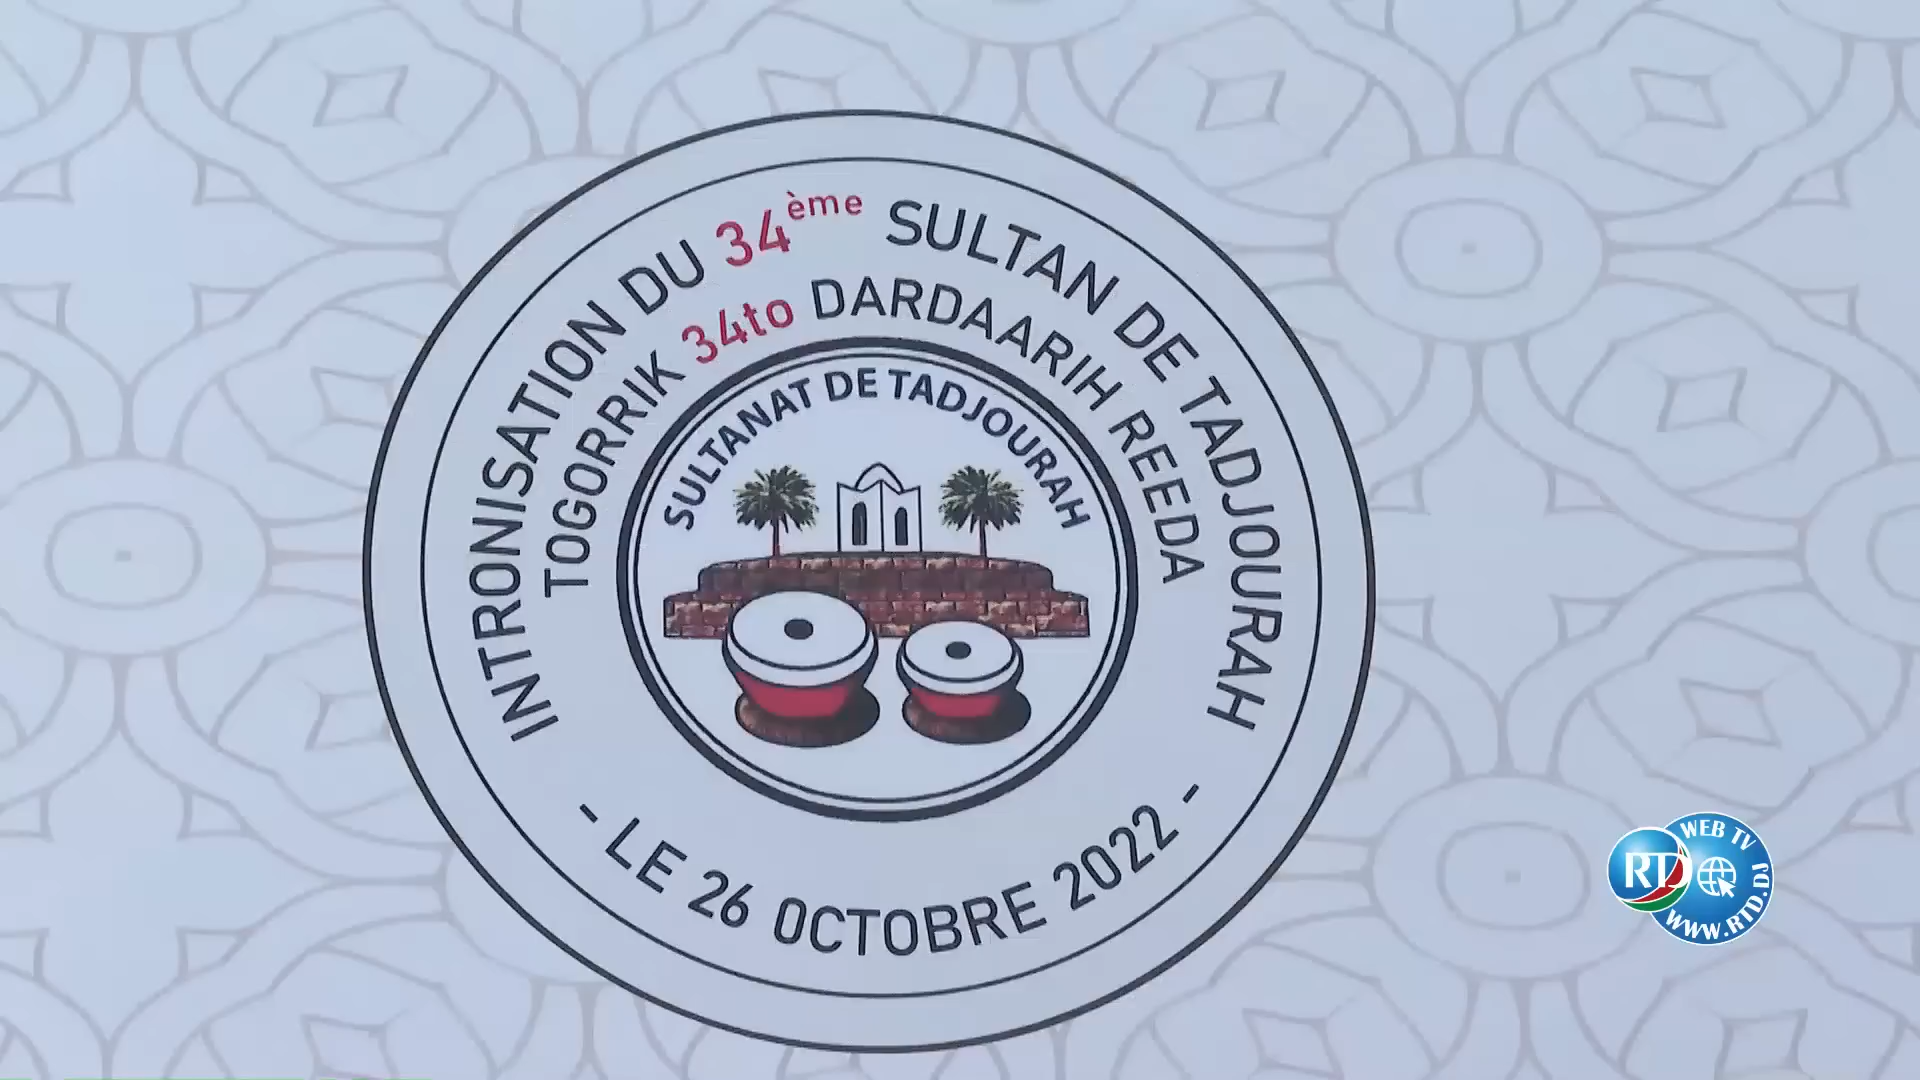 INTRONISATION DU 34ème SULTAN DE TADJOURAH
TOGORRIK 34to DARDAARIH REEDA
SULTANAT DE TADJOURAH
- LE 26 OCTOBRE 2022 -
WEB TV
RTD
WWW.RTD.DJ